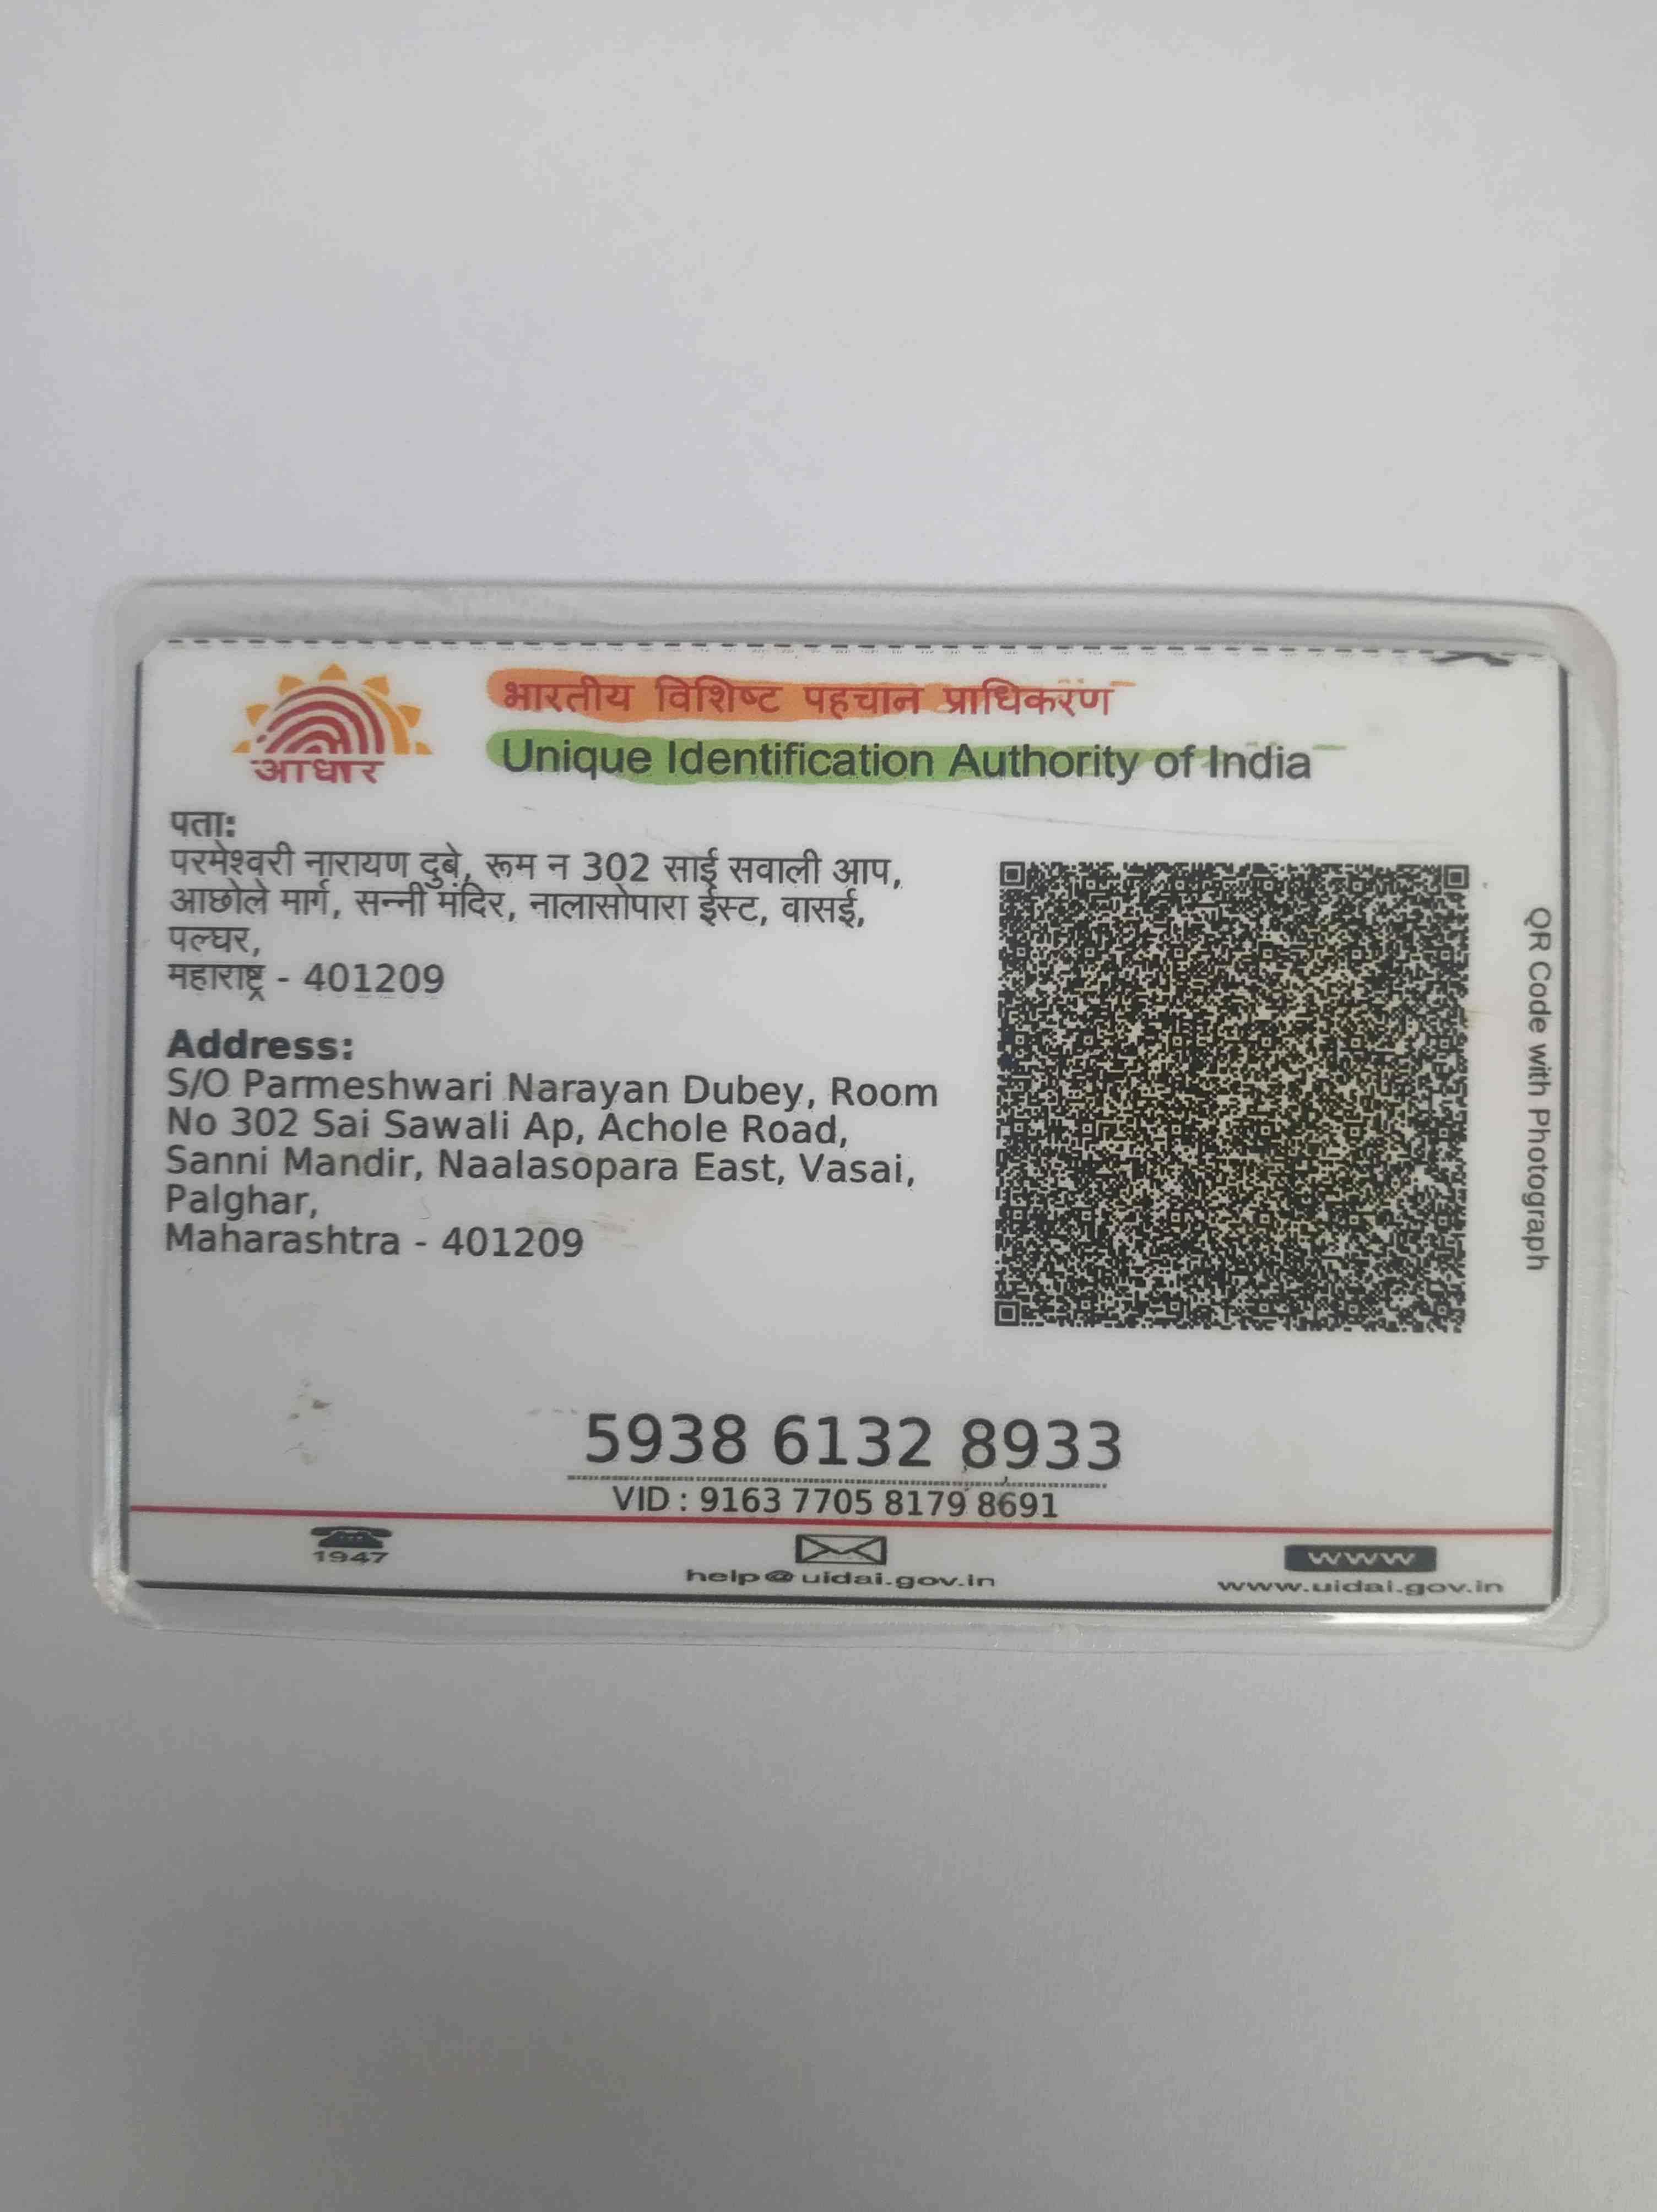 आधार
भारतीय विशिष्ट पहचान प्राधिकरण
Unique Identification Authority of India
पता:
परमेश्वरी नारायण दुबे, रूम न 302 साई सवाली आप,
आछोले मार्ग, सन्नी मंदिर, नालासोपारा ईस्ट, वासई,
पल्घर,
महाराष्ट्र - 401209
Address:
S/O Parmeshwari Narayan Dubey, Room
No 302 Sai Sawali Ap, Achole Road,
Sanni Mandir, Naalasopara East, Vasai,
Palghar,
Maharashtra - 401209
QR Code with Photograph
5938 6132 8933
VID : 9163 7705 8179 8691
1947
help@uidai.gov.in
www
www.uidai.gov.in